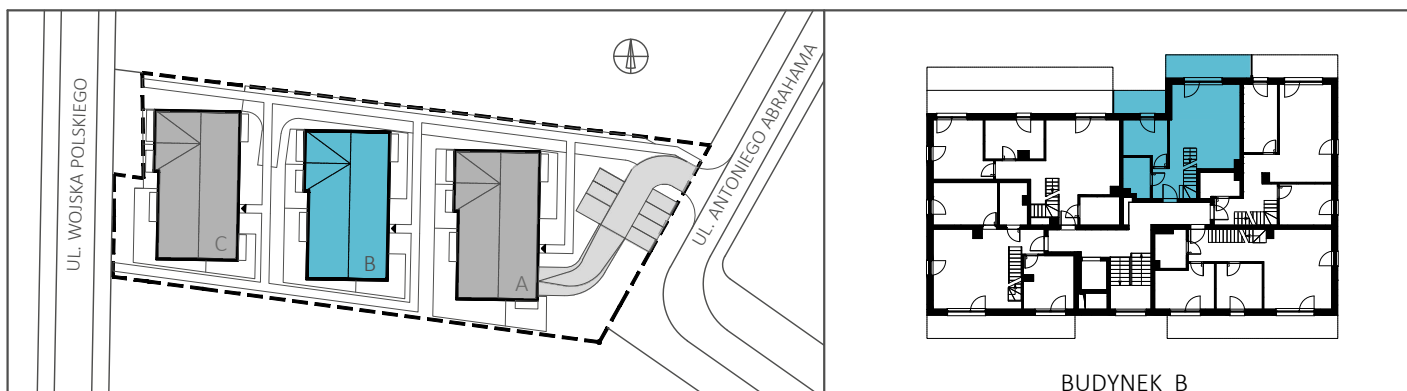 UL. WOJSKA POLSKIEGO
C
B
A
UL. ANTONIEGO ABRAHAMA
BUDYNEK B